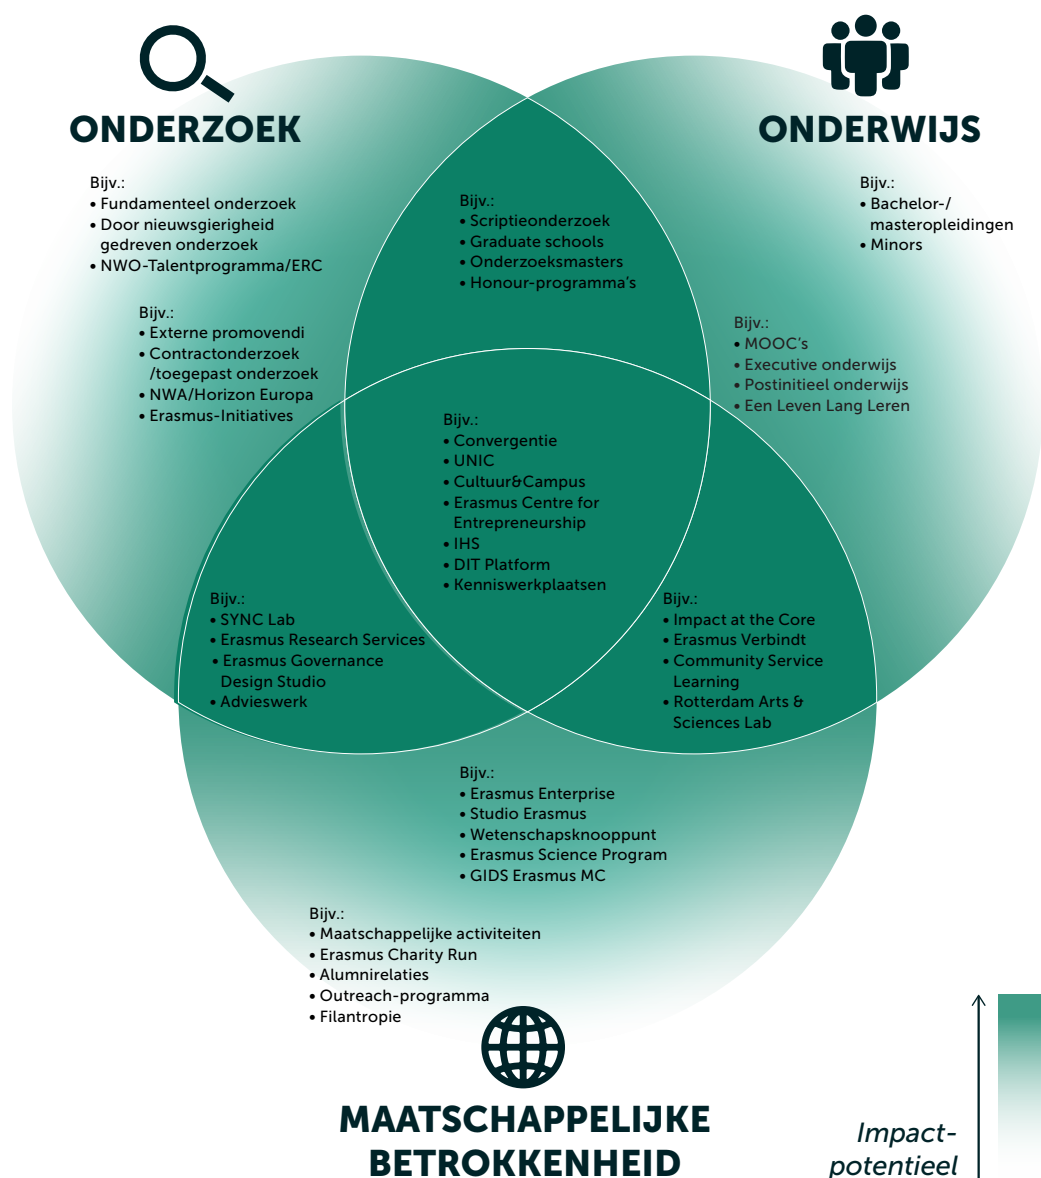 ONDERZOEK
Bijv.:
• Fundamenteel onderzoek
• Door nieuwsgierigheid
gedreven onderzoek
• NWO-Talentprogramma/ERC
Bijv.:
• Externe promovendi
• Contractonderzoek
/toegepast onderzoek
• NWA/Horizon Europa
• Erasmus-Initiatives
Bijv.:
• Scriptieonderzoek
• Graduate schools
• Onderzoeksmasters
• Honour-programma's
ONDERWIJS
Bijv.:
• Bachelor-/
masteropleidingen
• Minors
Bijv.:
• MOOC's
• Executive onderwijs
• Postinitieel onderwijs
• Een Leven Lang Leren
Bijv.:
• Convergentie
• UNIC
• Cultuur&Campus
• Erasmus Centre for
Entrepreneurship
• IHS
• DIT Platform
• Kenniswerkplaatsen
Bijv.:
• SYNC Lab
• Erasmus Research Services
• Erasmus Governance
Design Studio
• Advieswerk
Bijv.:
• Impact at the Core
• Erasmus Verbindt
• Community Service
Learning
• Rotterdam Arts &
Sciences Lab
Bijv.:
• Erasmus Enterprise
• Studio Erasmus
• Wetenschapsknooppunt
• Erasmus Science Program
• GIDS Erasmus MC
Bijv.:
• Maatschappelijke activiteiten
• Erasmus Charity Run
• Alumnirelaties
• Outreach-programma
• Filantropie
MAATSCHAPPELIJKE
BETROKKENHEID
Impact-
potentieel